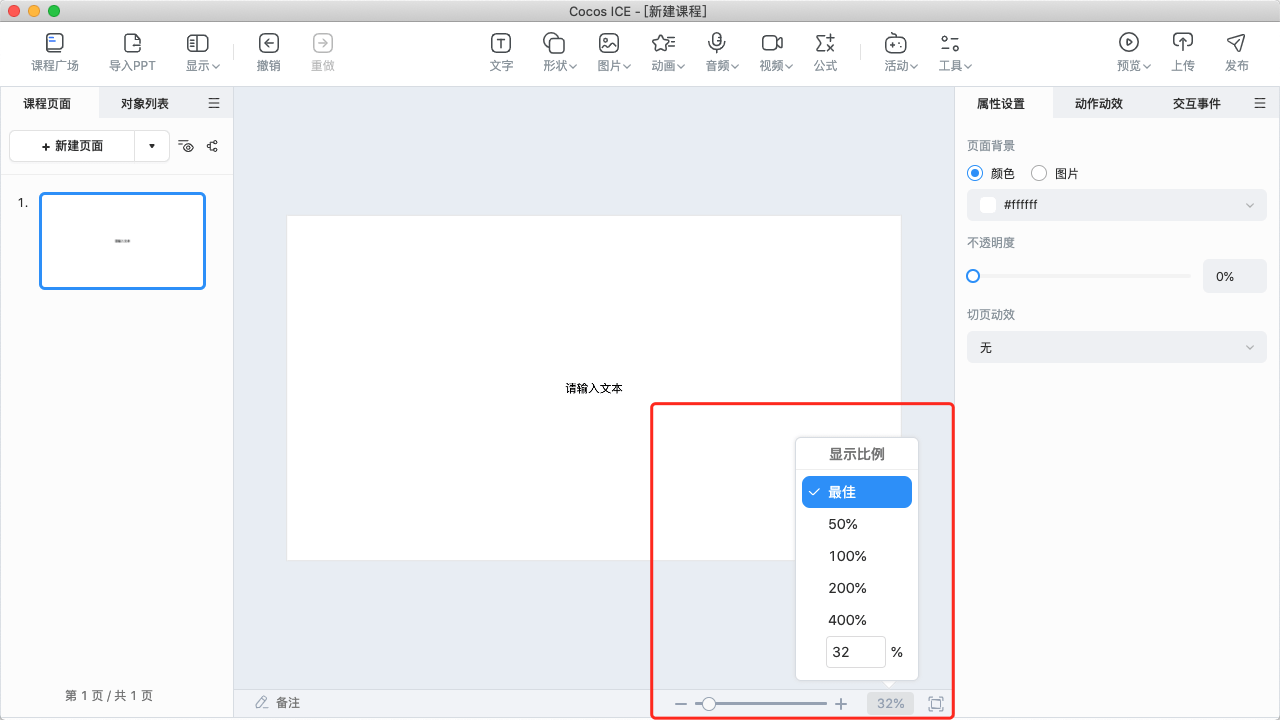 Cocos ICE - [新建课程]
课程广场 导入PPT 显示 撤销 重做 文字 形状 图片 动画 音频 视频 公式 活动 工具 预览 上传 发布
课程页面 对象列表
+ 新建页面
1.
请输入文本
显示比例
最佳
50%
100%
200%
400%
32 %
第 1 页 / 共 1 页
备注
32%
属性设置 动作动效 交互事件
页面背景
颜色 图片
#ffffff
不透明度
0%
切页动效
无